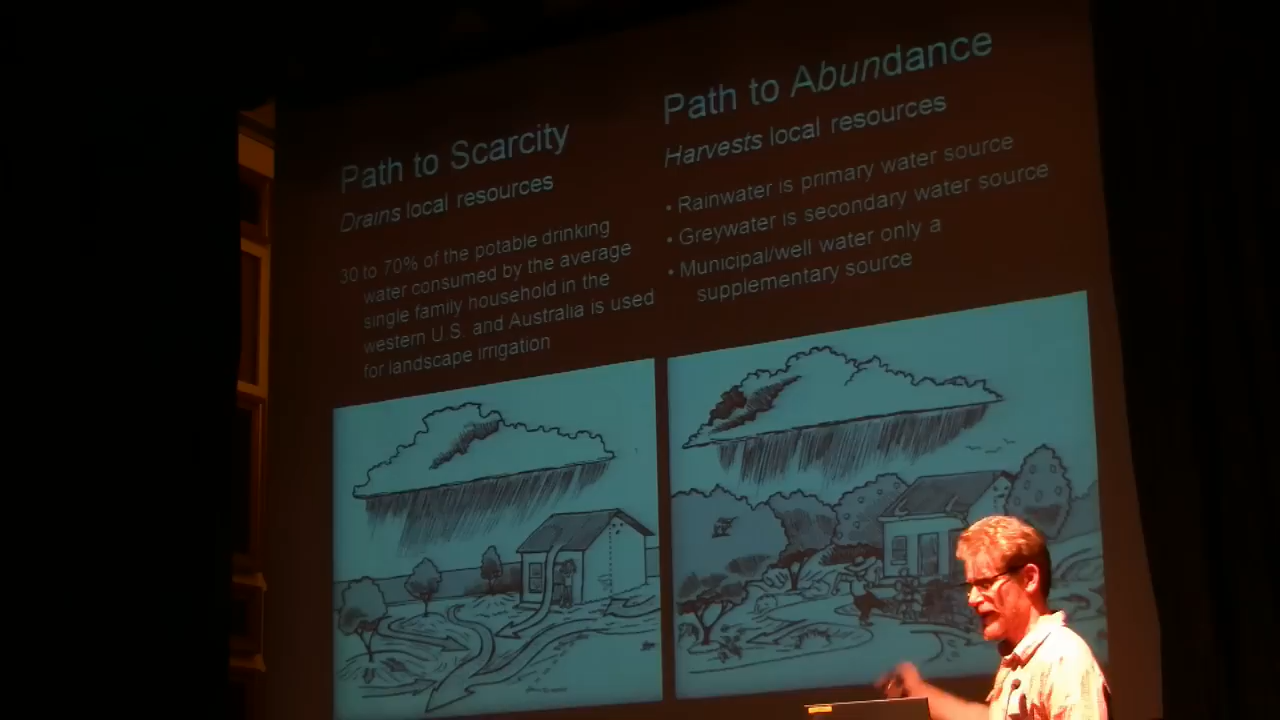 Path to Scarcity
Drains local resources
30 to 70% of the potable drinking
water consumed by the average
single family household in the
western U.S. and Australia is used
for landscape irrigation
Path to Abundance
Harvests local resources
• Rainwater is primary water source
• Greywater is secondary water source
• Municipal/well water only a
supplementary source